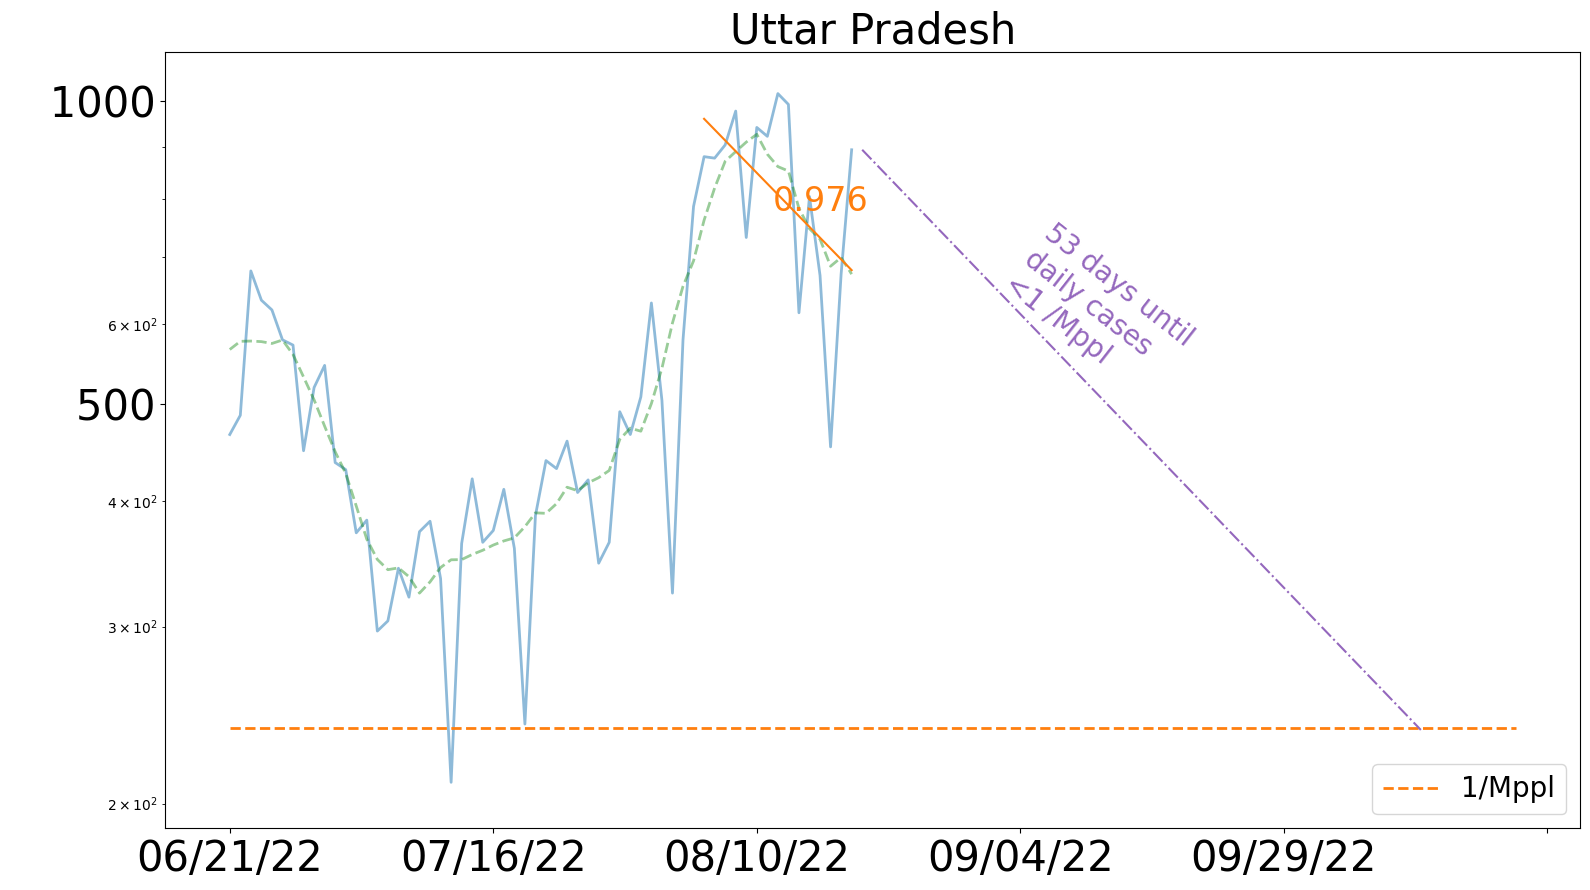 Uttar Pradesh
1000
6 × 10²
500
4 × 10²
3 × 10²
2 × 10²
0.976
53 days until
daily cases
<1 /Mppl
1/Mppl
06/21/22 07/16/22 08/10/22 09/04/22 09/29/22